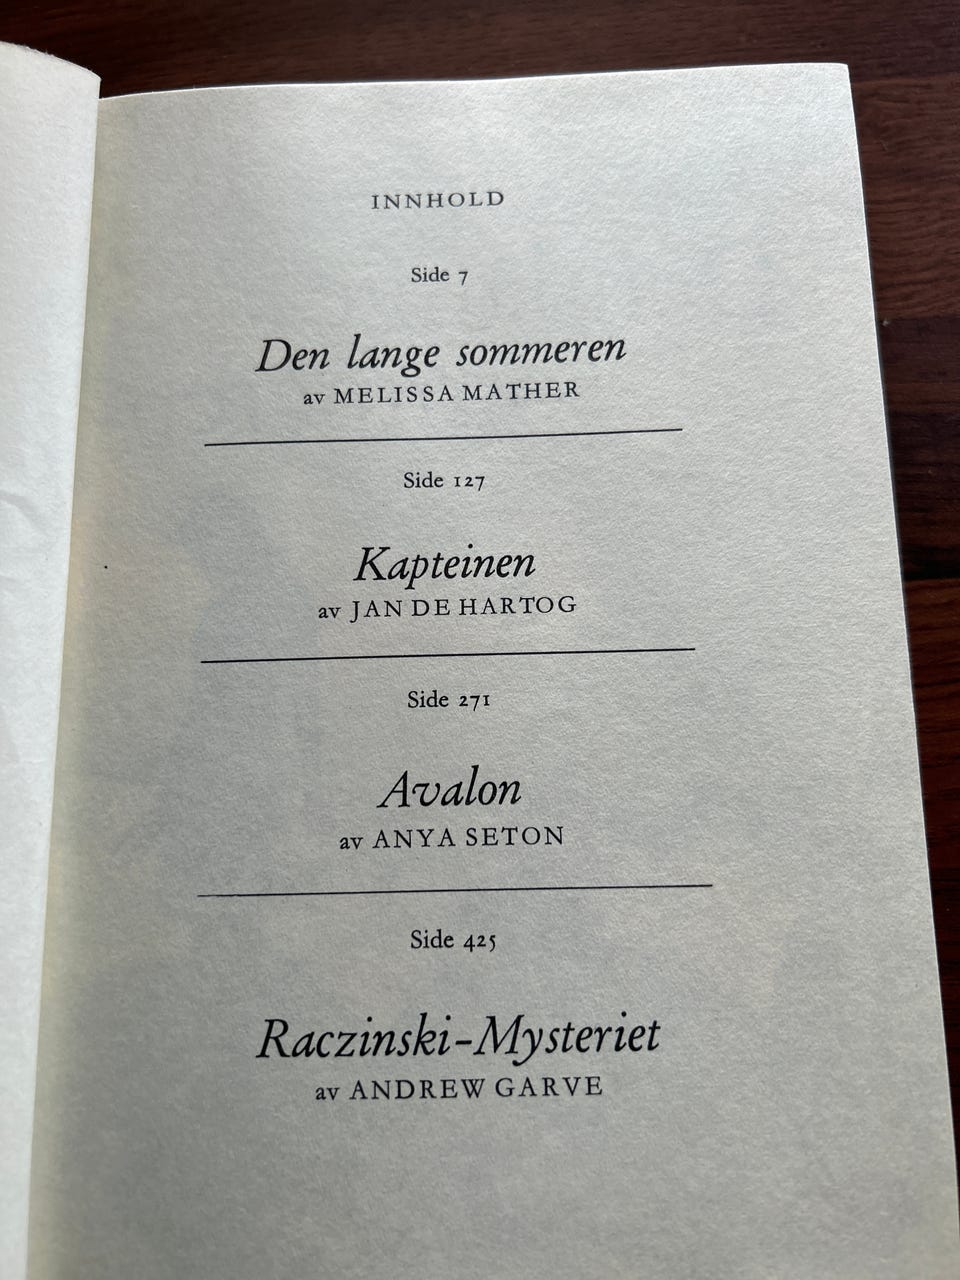 INNHOLD
Side 7
Den lange sommeren
av MELISSA MATHER
Side 127
Kapteinen
av JAN DE HARTOG
Side 271
Avalon
av ANYA SETON
Side 425
Raczinski-Mysteriet
av ANDREW GARVE